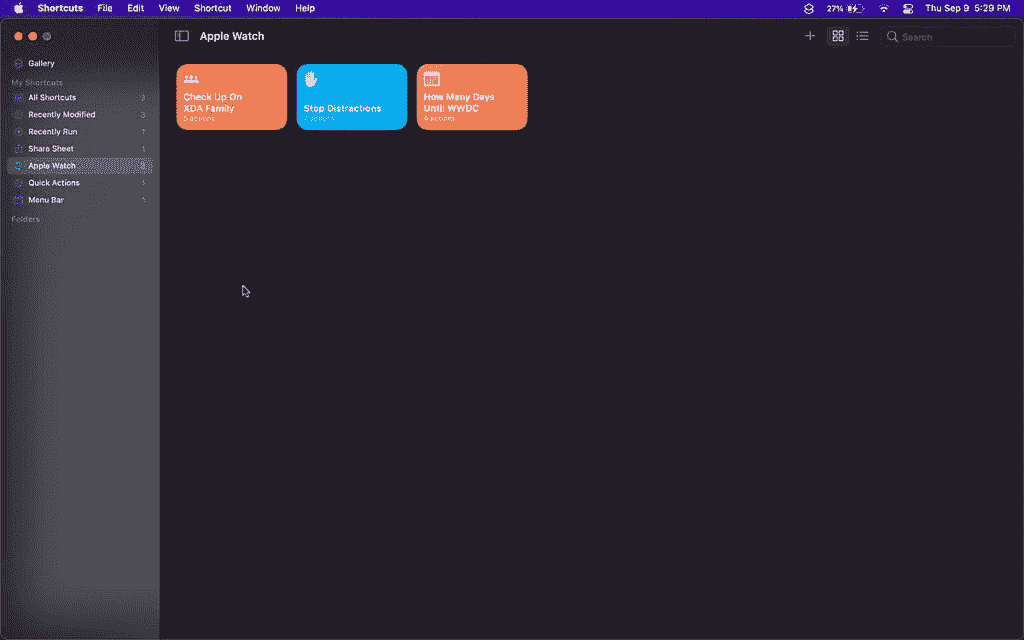 Shortcuts File Edit View Shortcut Window Help 27% Thu Sep 9 5:29 PM
Apple Watch
Search
Gallery
My Shortcuts
All Shortcuts 3
Recently Modified 3
Recently Run
Share Sheet 1
Apple Watch 3
Quick Actions 1
Menu Bar 1
Folders
Check Up On
XDA Family
5 actions
Stop Distractions
actions
How Many Days
Until WWDC
4 actions